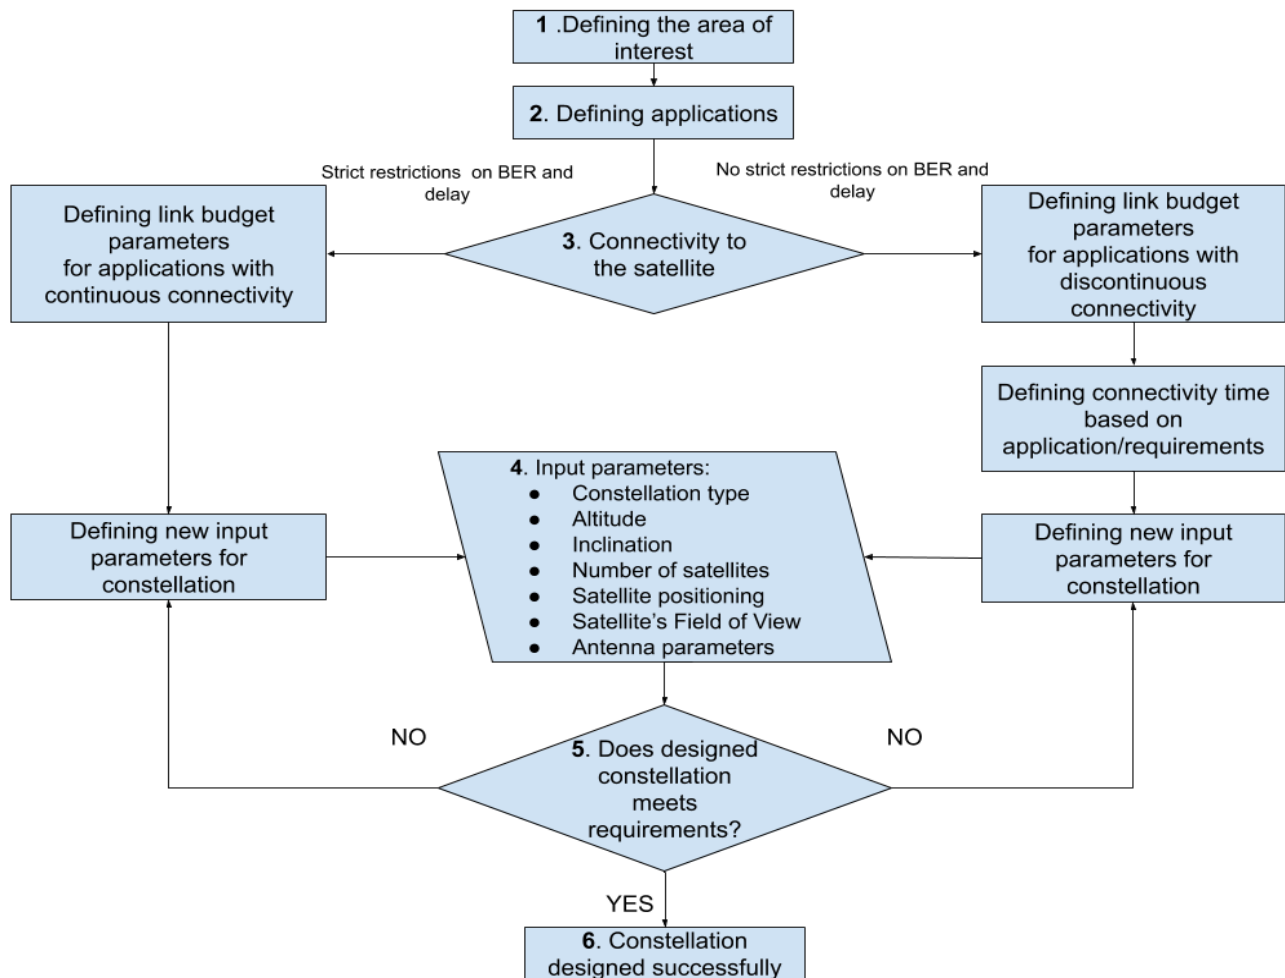 1 .Defining the area of
interest
2. Defining applications
Strict restrictions on BER and
delay
No strict restrictions on BER and
delay
Defining link budget
parameters
for applications with
continuous connectivity
3. Connectivity to
the satellite
Defining link budget
parameters
for applications with
discontinuous
connectivity
Defining connectivity time
based on
application/requirements
4. Input parameters:
● Constellation type
● Altitude
● Inclination
● Number of satellites
● Satellite positioning
● Satellite's Field of View
● Antenna parameters
Defining new input
parameters for
constellation
Defining new input
parameters for
constellation
NO
NO
5. Does designed
constellation
meets
requirements?
YES
6. Constellation
designed successfully